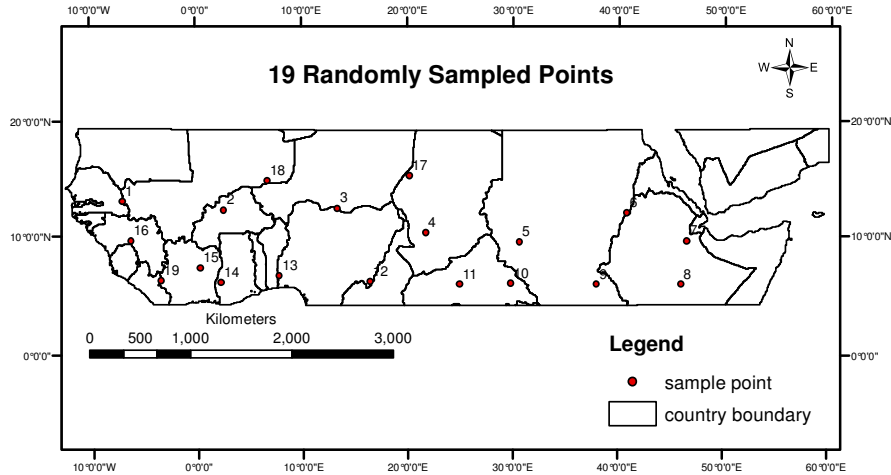 10°0'0"W 0°0'0" 10°0'0"E 20°0'0"E 30°0'0"E 40°0'0"E 50°0'0"E 60°0'0"E
19 Randomly Sampled Points
N
W E
S
20°0'0"N 20°0'0"N
18
17
1
2
3
6
16
4
5
7
15
13
19
14
12
11
10
9
8
10°0'0"N 10°0'0"N
Kilometers
0 500 1,000 2,000 3,000
0°0'0" 0°0'0"
Legend
sample point
country boundary
10°0'0"W 0°0'0" 10°0'0"E 20°0'0"E 30°0'0"E 40°0'0"E 50°0'0"E 60°0'0"E